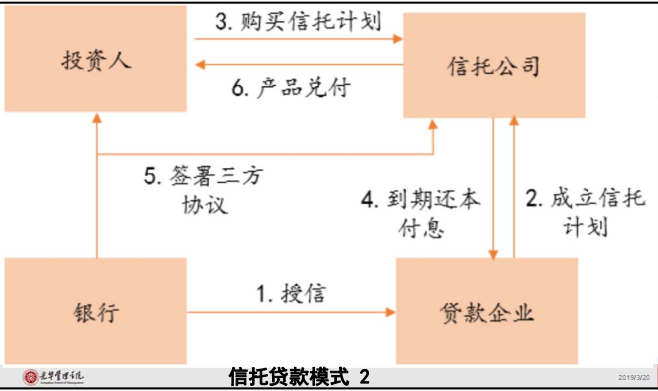 3. 购买信托计划
投资人
信托公司
6. 产品兑付
5. 签署三方
协议
4. 到期还本
付息
2. 成立信托
计划
1. 授信
银行
贷款企业
光华管理学院
信托贷款模式 2
2019/3/20